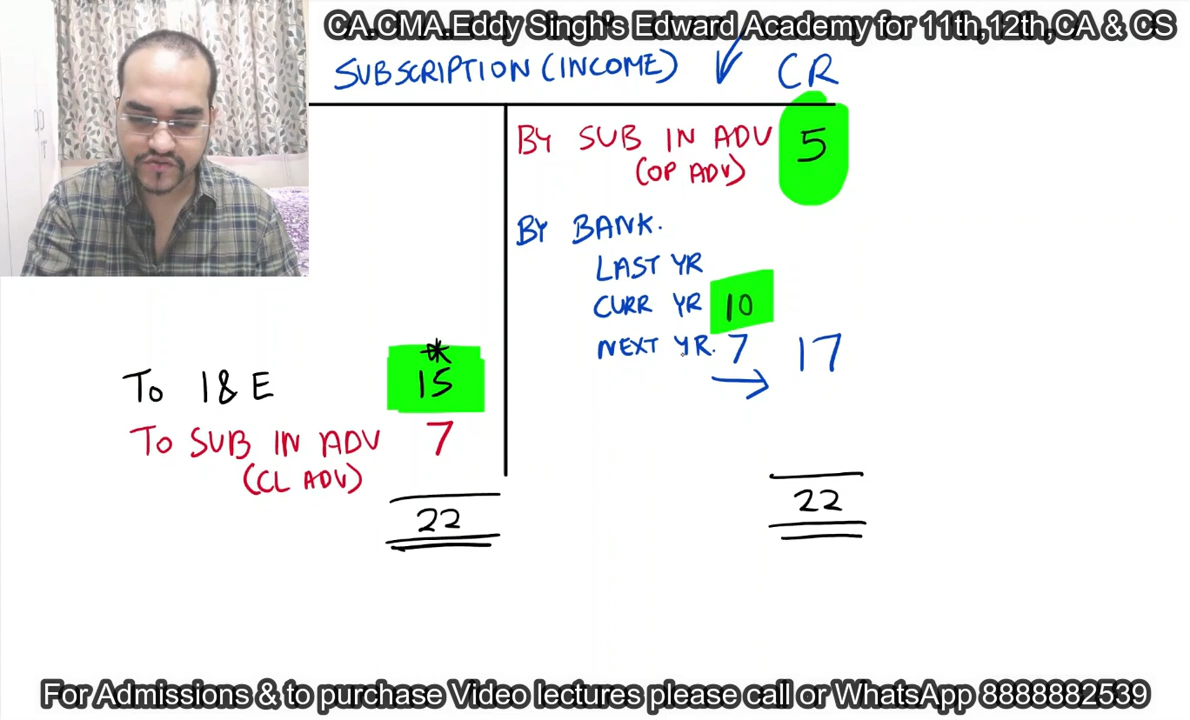 CA.CMA.Eddy Singh's Edward Academy for 11th,12th,CA & CS
SUBSCRIPTION (INCOME) CR
BY SUB IN ADV 5
(OP ADV)
BY BANK.
LAST YR
CURR YR 10
NEXT YR. 7 17
*
To I & E 15
To SUB IN ADV 7
(CL ADV)
22
22
For Admissions & to purchase Video lectures please call or WhatsApp 8888882539